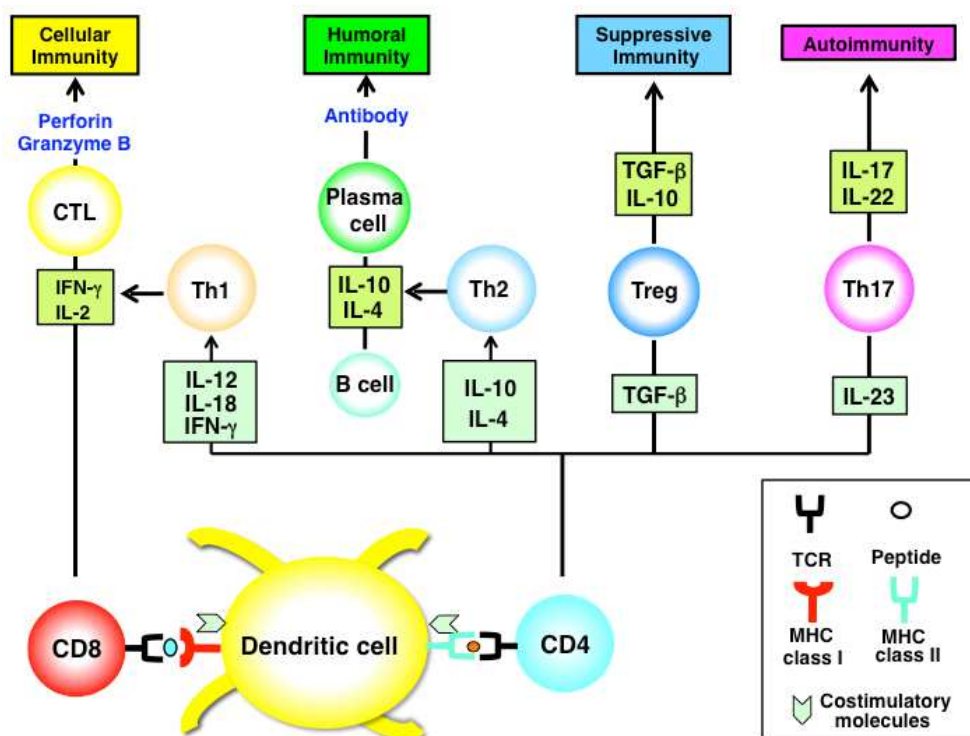 Cellular
Immunity
Humoral
Immunity
Suppressive
Immunity
Autoimmunity
Perforin
Granzyme B
Antibody
TGF-β
IL-10
IL-17
IL-22
CTL
Plasma
cell
IFN-γ
IL-2
Th1
IL-10
IL-4
Th2
Treg
Th17
IL-12
IL-18
IFN-γ
B cell
IL-10
IL-4
TGF-β
IL-23
CD8
Dendritic cell
CD4
TCR
Peptide
MHC
class I
MHC
class II
Costimulatory
molecules